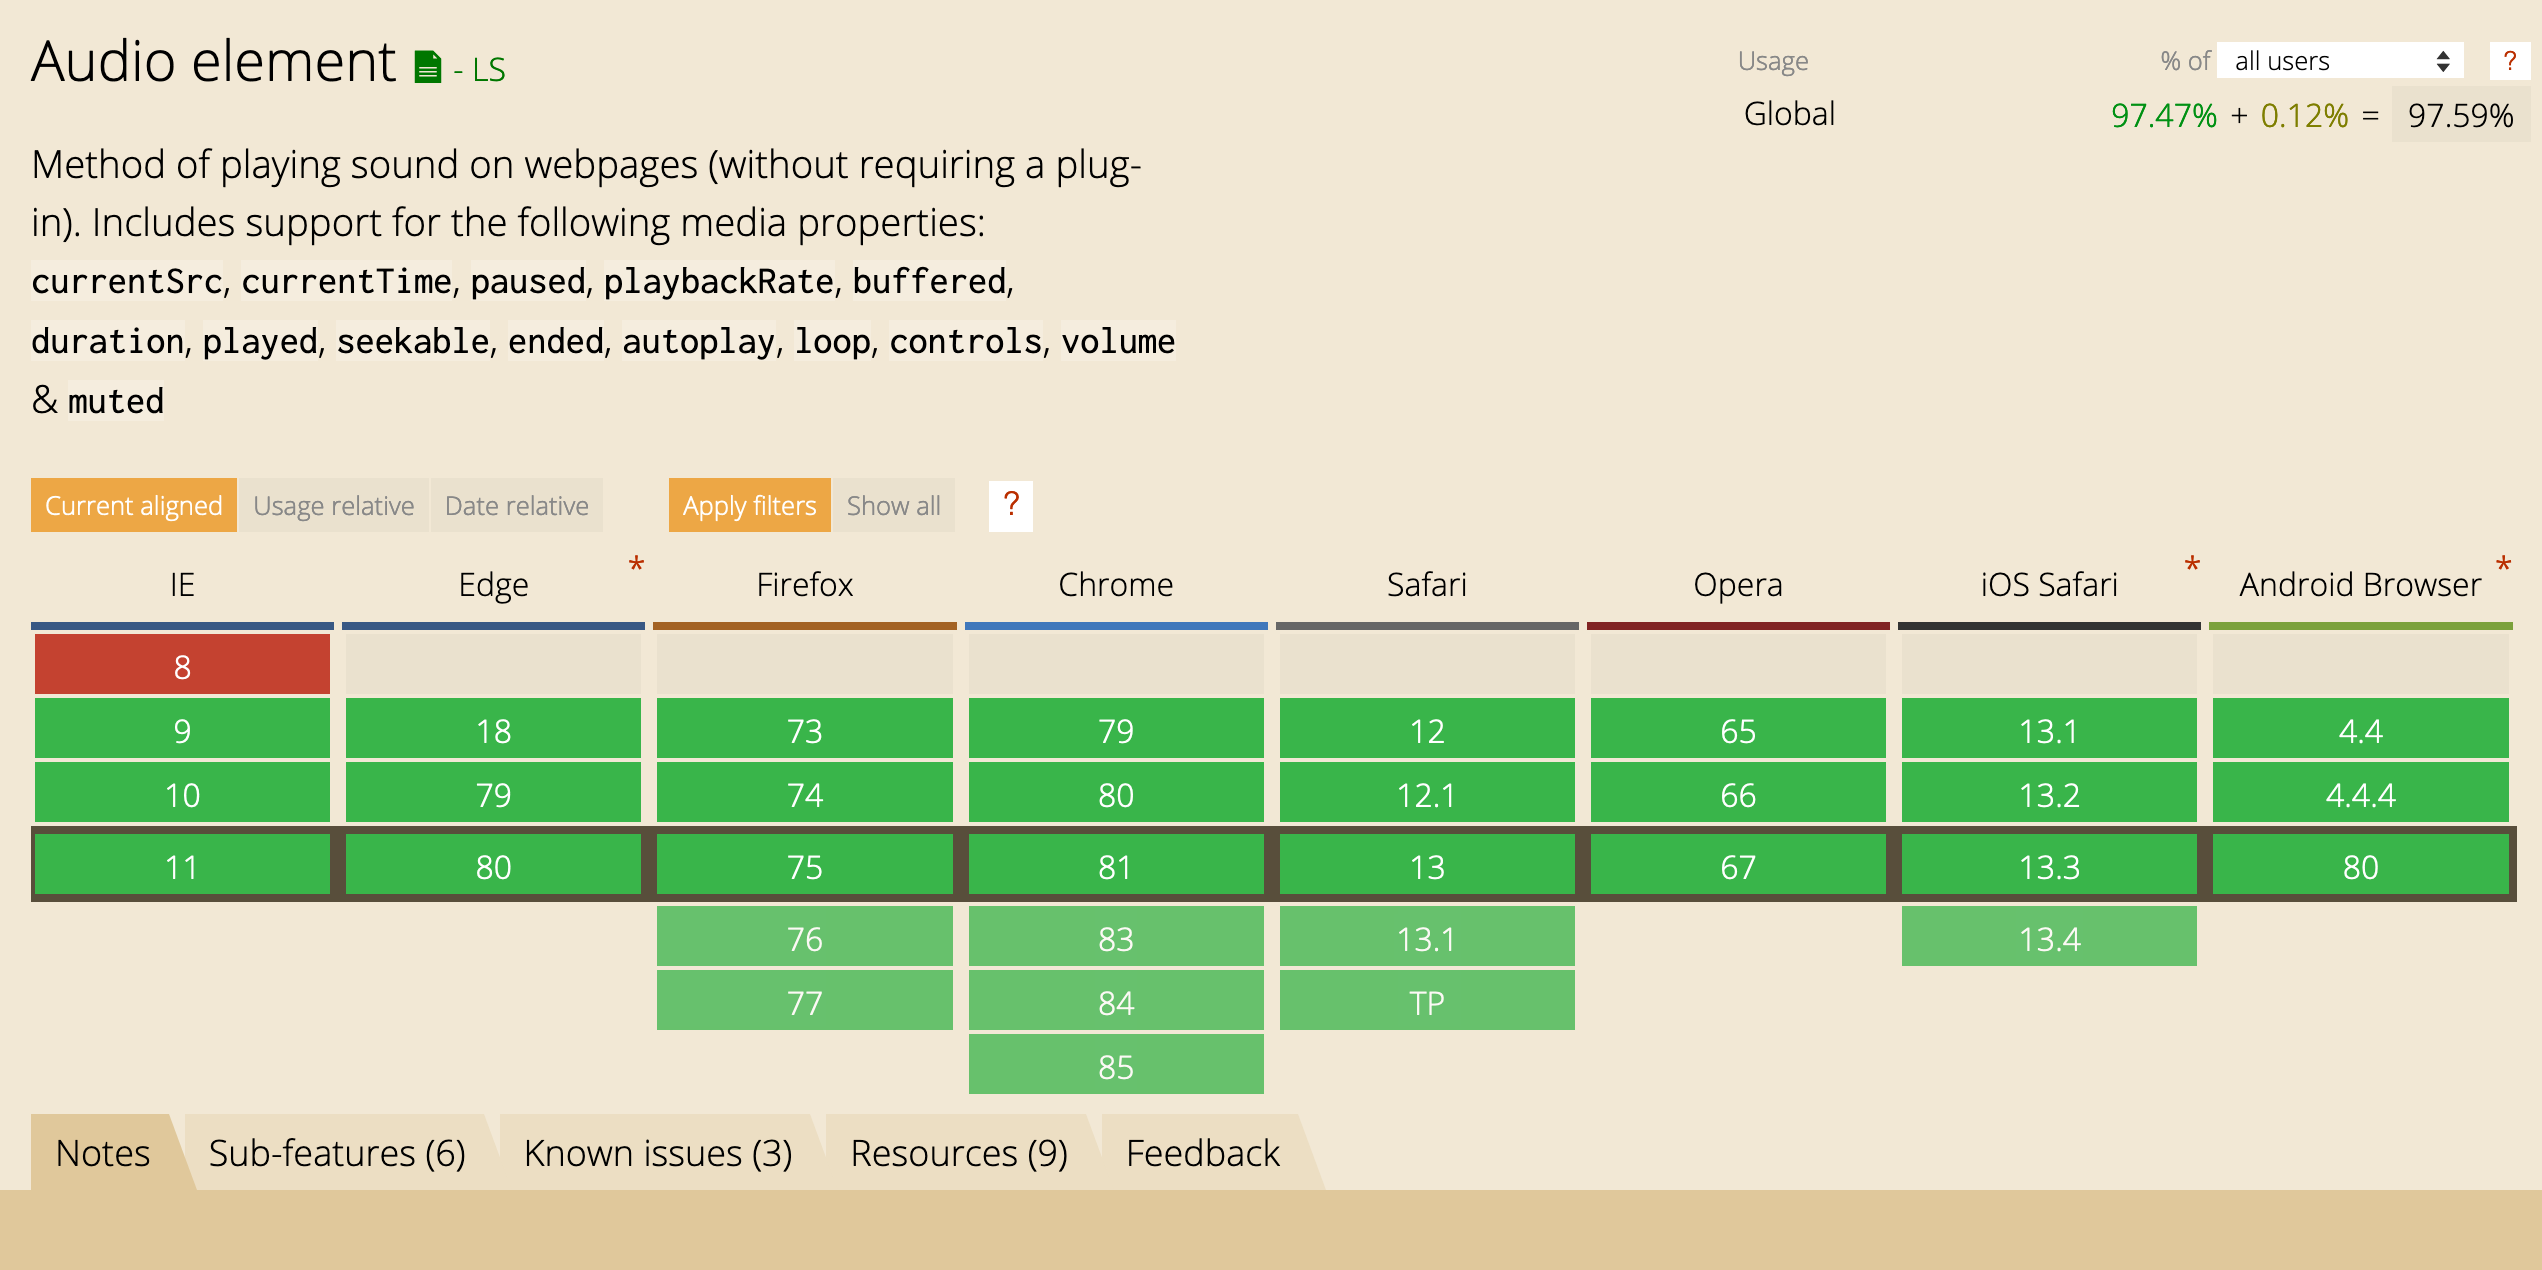 Audio element - LS
Usage % of all users ?
Global 97.47% + 0.12% = 97.59%
Method of playing sound on webpages (without requiring a plug-
in). Includes support for the following media properties:
currentSrc, currentTime, paused, playbackRate, buffered,
duration, played, seekable, ended, autoplay, loop, controls, volume
& muted
Current aligned Usage relative Date relative Apply filters Show all ?
IE Edge * Firefox Chrome Safari Opera iOS Safari * Android Browser *
8
9 18 73 79 12 65 13.1 4.4
10 79 74 80 12.1 66 13.2 4.4.4
11 80 75 81 13 67 13.3 80
76 83 13.1 13.4
77 84 TP
85
Notes Sub-features (6) Known issues (3) Resources (9) Feedback